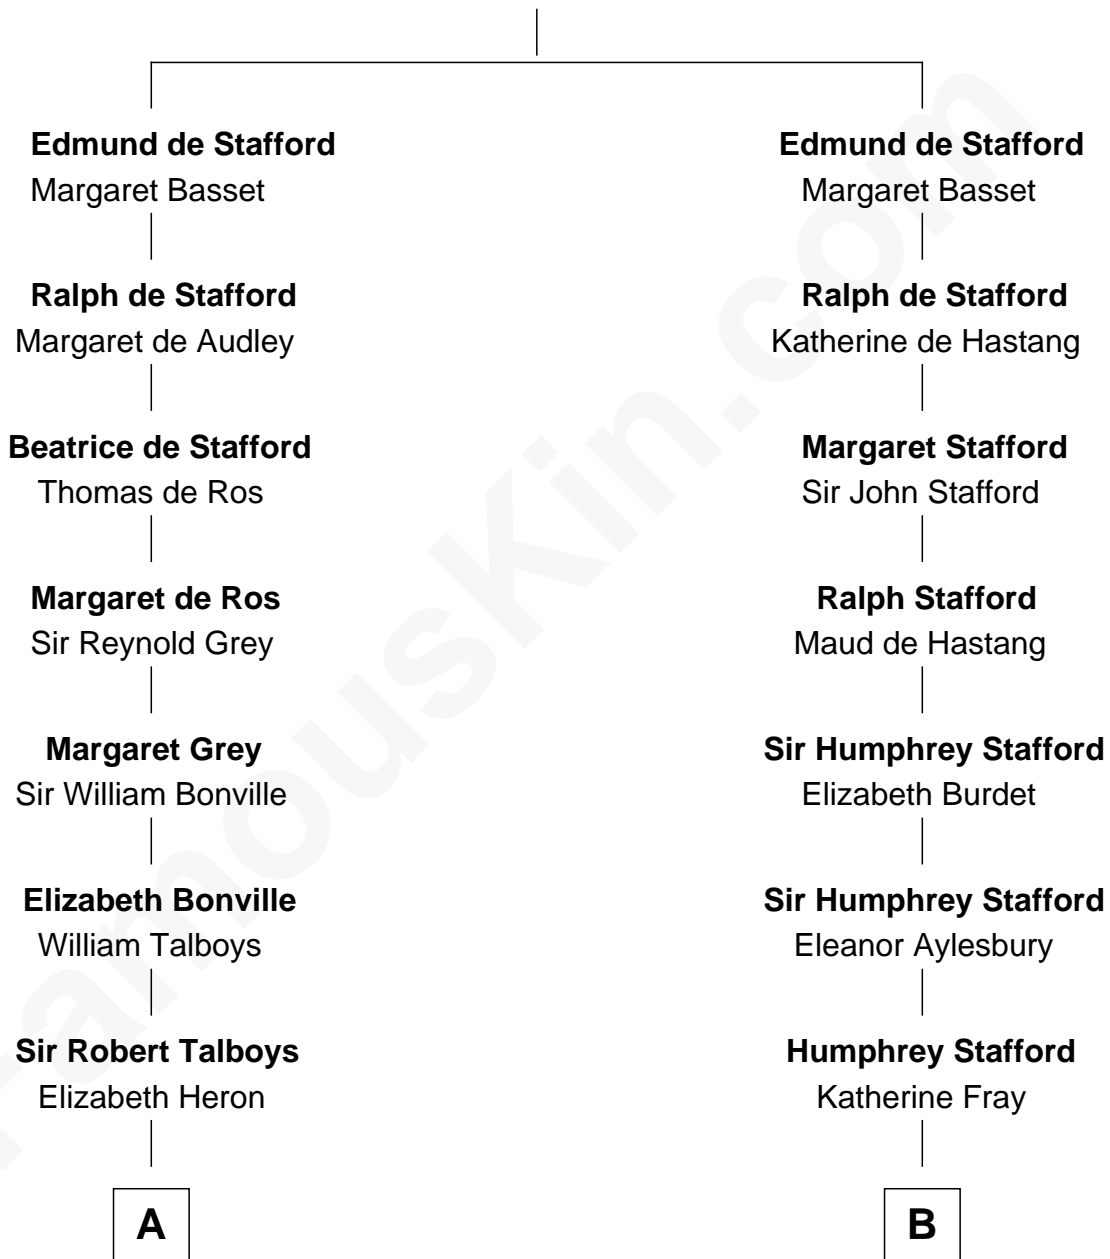 Edmund de Stafford
Margaret Basset
Ralph de Stafford
Margaret de Audley
Beatrice de Stafford
Thomas de Ros
Margaret de Ros
Sir Reynold Grey
Margaret Grey
Sir William Bonville
Elizabeth Bonville
William Talboys
Sir Robert Talboys
Elizabeth Heron
A
Edmund de Stafford
Margaret Basset
Ralph de Stafford
Katherine de Hastang
Margaret Stafford
Sir John Stafford
Ralph Stafford
Maud de Hastang
Sir Humphrey Stafford
Elizabeth Burdet
Sir Humphrey Stafford
Eleanor Aylesbury
Humphrey Stafford
Katherine Fray
B
FamousKin.com